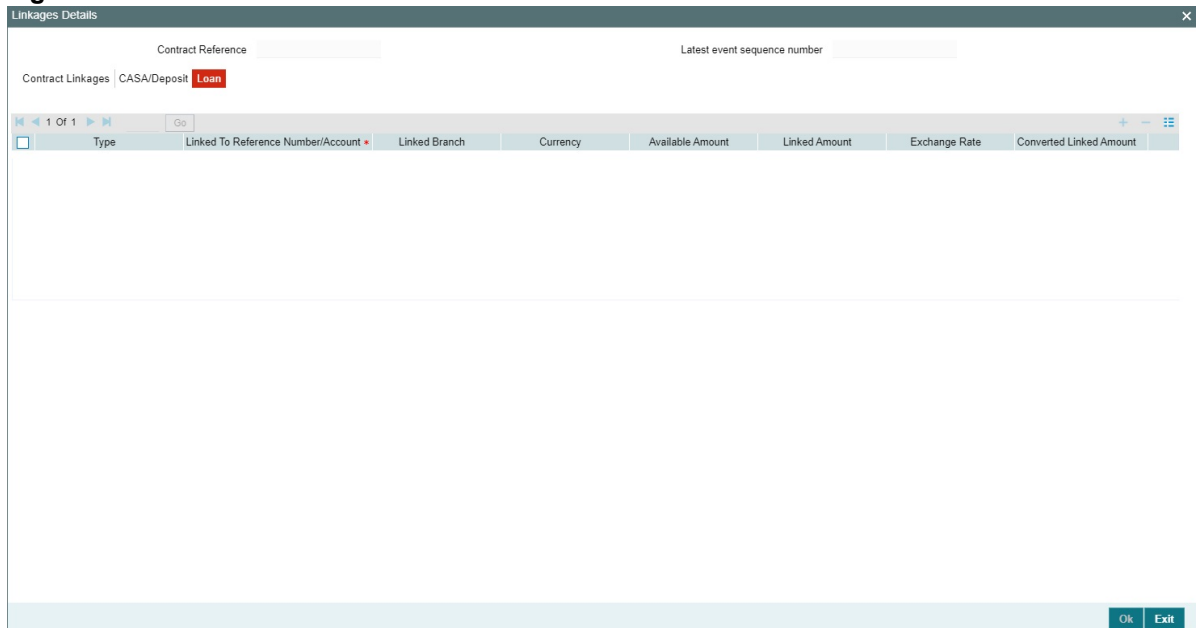 Linkages Details ×
Contract Reference Latest event sequence number
Contract Linkages CASA/Deposit Loan
1 Of 1 Go
Type Linked To Reference Number/Account * Linked Branch Currency Available Amount Linked Amount Exchange Rate Converted Linked Amount
Ok Exit